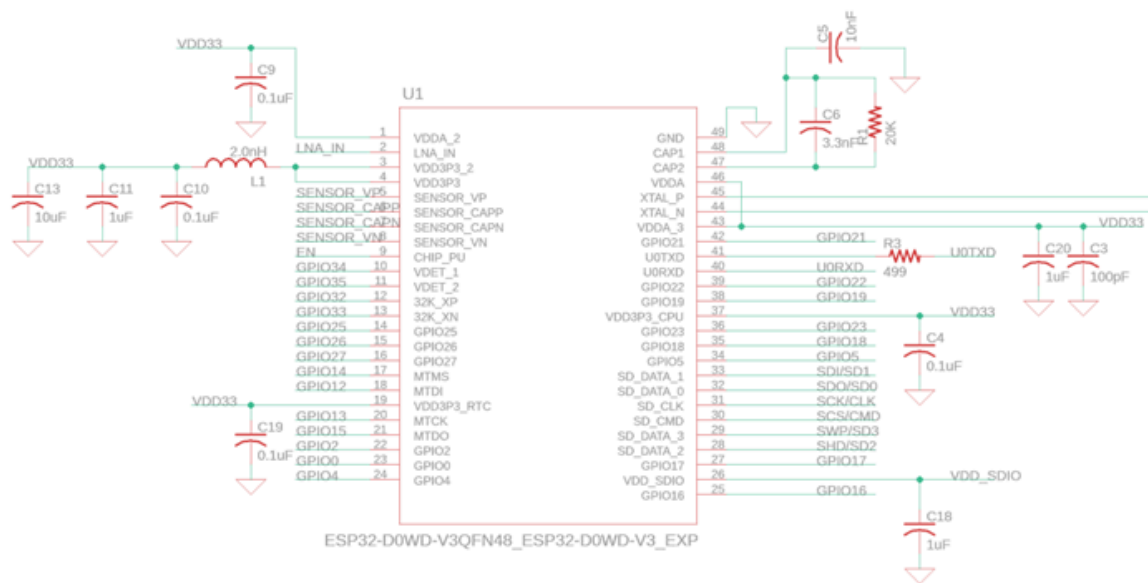 VDD33
C9
0.1uF
VDD33
C13
10uF
C11
1uF
C10
0.1uF
2.0nH
L1
LNA_IN
SENSOR_VP
SENSOR_CAPP
SENSOR_CAPN
SENSOR_VN
EN
GPIO34
GPIO35
GPIO32
GPIO33
GPIO25
GPIO26
GPIO27
GPIO14
GPIO12
VDD33
C19
0.1uF
GPIO13
GPIO15
GPIO2
GPIO0
GPIO4
U1
1 VDDA_2
2 LNA_IN
3 VDD3P3_2
4 VDD3P3
5 SENSOR_VP
SENSOR_CAPP
SENSOR_CAPN
8 SENSOR_VN
9 CHIP_PU
10 VDET_1
11 VDET_2
12 32K_XP
13 32K_XN
14 GPIO25
15 GPIO26
16 GPIO27
17 MTMS
18 MTDI
19 VDD3P3_RTC
20 MTCK
21 MTDO
22 GPIO2
23 GPIO0
24 GPIO4
GND 49
CAP1 48
CAP2 47
VDDA 46
XTAL_P 45
XTAL_N 44
VDDA_3 43
GPIO21 42
U0TXD 41
U0RXD 40
GPIO22 39
GPIO19 38
VDD3P3_CPU 37
GPIO23 36
GPIO18 35
GPIO5 34
SD_DATA_1 33
SD_DATA_0 32
SD_CLK 31
SD_CMD 30
SD_DATA_3 29
SD_DATA_2 28
GPIO17 27
VDD_SDIO 26
GPIO16 25
C5
10nF
C6
3.3nF
R1
20K
VDD33
GPIO21
R3
499
U0TXD
C20
1uF
C3
100pF
U0RXD
GPIO22
GPIO19
VDD33
C4
0.1uF
GPIO23
GPIO18
GPIO5
SDI/SD1
SDO/SD0
SCK/CLK
SCS/CMD
SWP/SD3
SHD/SD2
GPIO17
VDD_SDIO
GPIO16
C18
1uF
ESP32-D0WD-V3QFN48_ESP32-D0WD-V3_EXP